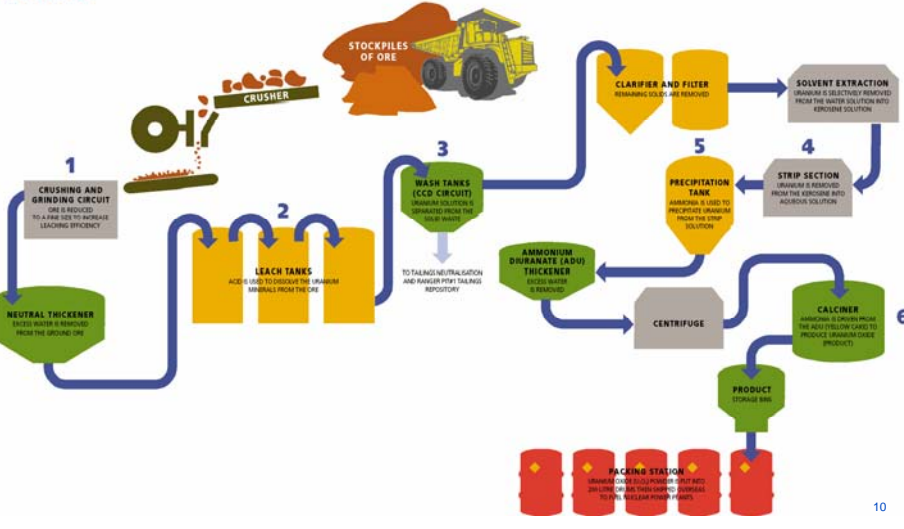 STOCKPILES
OF ORE
CRUSHER
1
CRUSHING AND
GRINDING CIRCUIT
ORE IS REDUCED
TO A FINE SIZE TO INCREASE
LEACHING EFFICIENCY
NEUTRAL THICKENER
EXCESS WATER IS REMOVED
FROM THE GROUND ORE
2
LEACH TANKS
ACID IS USED TO DISSOLVE THE URANIUM
MINERALS FROM THE ORE
3
WASH TANKS
(CCD CIRCUIT)
URANIUM SOLUTION IS
SEPARATED FROM THE
SOLID WASTE
TO TAILINGS NEUTRALISATION
AND RANGER PIT#1 TAILINGS
REPOSITORY
CLARIFIER AND FILTER
REMAINING SOLIDS ARE REMOVED
SOLVENT EXTRACTION
URANIUM IS SELECTIVELY REMOVED
FROM THE WATER SOLUTION INTO
KEROSENE SOLUTION
4
STRIP SECTION
URANIUM IS REMOVED
FROM THE KEROSENE INTO
AQUEOUS SOLUTION
5
PRECIPITATION
TANK
AMMONIA IS USED TO
PRECIPITATE URANIUM
FROM THE STRIP
SOLUTION
AMMONIUM
DIURANATE (ADU)
THICKENER
EXCESS WATER
IS REMOVED
CENTRIFUGE
6
CALCINER
AMMONIA IS DRIVEN FROM
THE ADU (YELLOW CAKE) TO
PRODUCE URANIUM OXIDE
(PRODUCT)
PRODUCT
STORAGE BINS
PACKING STATION
URANIUM OXIDE (U₃O₈) POWDER IS PUT INTO
200 LITRE DRUMS THEN SHIPPED OVERSEAS
TO FUEL NUCLEAR POWER PLANTS
10